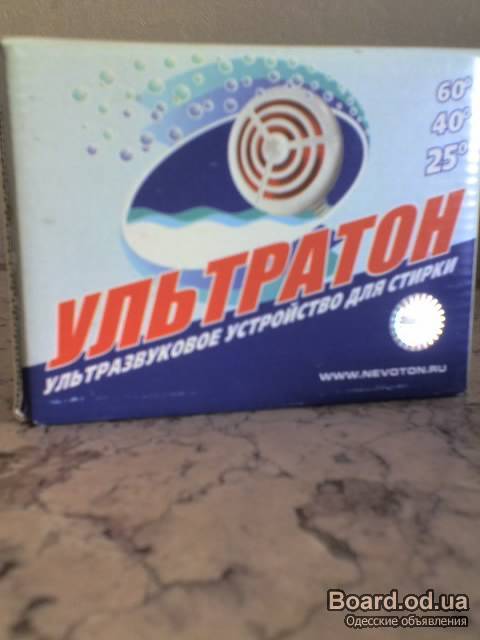 60°
40°
25°
УЛЬТРАТОН
УЛЬТРАЗВУКОВОЕ УСТРОЙСТВО ДЛЯ СТИРКИ
WWW.NEVOTON.RU
Board.od.ua
Одесские объявления